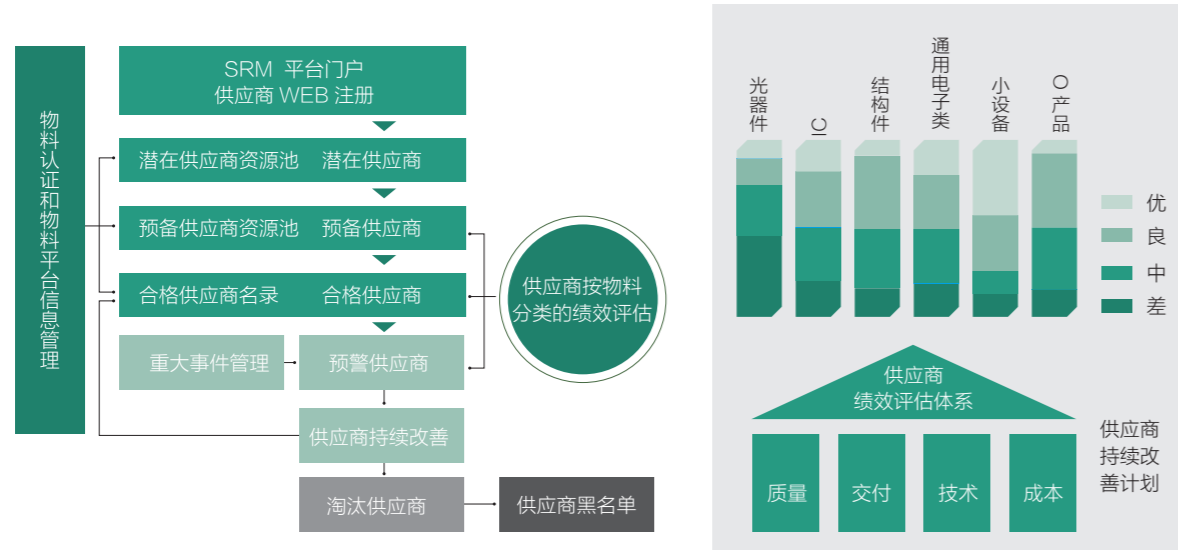 物料认证和物料平台信息管理
SRM 平台门户
供应商 WEB 注册
潜在供应商资源池 潜在供应商
预备供应商资源池 预备供应商
合格供应商名录 合格供应商
重大事件管理 预警供应商
供应商持续改善
淘汰供应商 供应商黑名单
供应商按物料
分类的绩效评估
光器件
IC
结构件
通用电子类
小设备
O产品
优
良
中
差
供应商
绩效评估体系
质量 交付 技术 成本
供应商
持续改
善计划